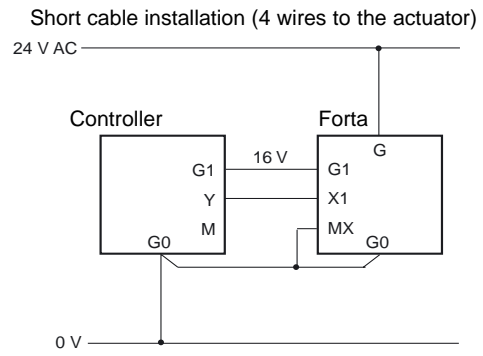 Short cable installation (4 wires to the actuator)
24 V AC
Controller
Forta
G
G1
16 V
G1
Y
X1
M
MX
G0
G0
0 V